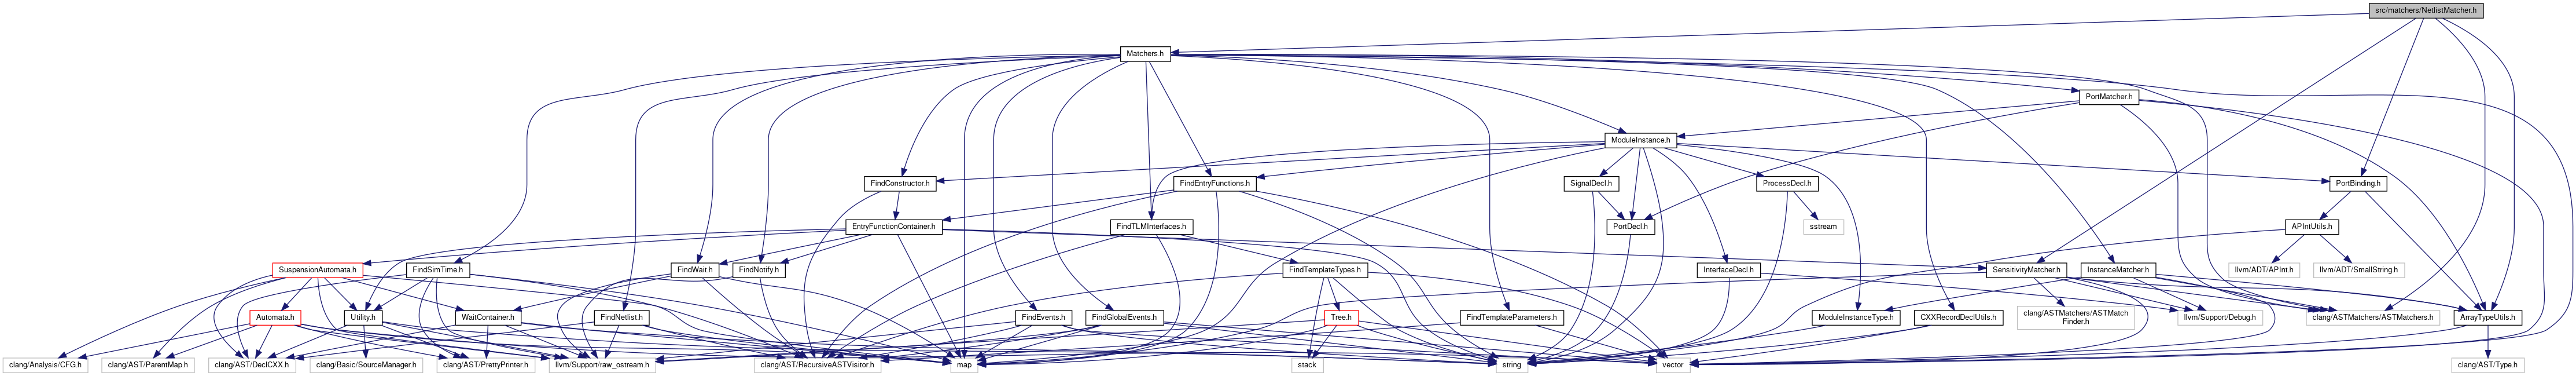 src/matchers/NetlistMatcher.h
Matchers.h
PortMatcher.h
ModuleInstance.h
FindConstructor.h
FindEntryFunctions.h
SignalDecl.h
ProcessDecl.h
PortBinding.h
EntryFunctionContainer.h
FindTLMInterfaces.h
PortDecl.h
sstream
APIntUtils.h
SuspensionAutomata.h
FindSimTime.h
FindWait.h
FindNotify.h
FindTemplateTypes.h
InterfaceDecl.h
SensitivityMatcher.h
InstanceMatcher.h
llvm/ADT/APInt.h
llvm/ADT/SmallString.h
Automata.h
Utility.h
WaitContainer.h
FindNetlist.h
FindEvents.h
FindGlobalEvents.h
Tree.h
FindTemplateParameters.h
ModuleInstanceType.h
CXXRecordDeclUtils.h
clang/ASTMatchers/ASTMatch
Finder.h
llvm/Support/Debug.h
clang/ASTMatchers/ASTMatchers.h
ArrayTypeUtils.h
clang/Analysis/CFG.h
clang/AST/ParentMap.h
clang/AST/DeclCXX.h
clang/Basic/SourceManager.h
clang/AST/PrettyPrinter.h
llvm/Support/raw_ostream.h
clang/AST/RecursiveASTVisitor.h
map
stack
string
vector
clang/AST/Type.h